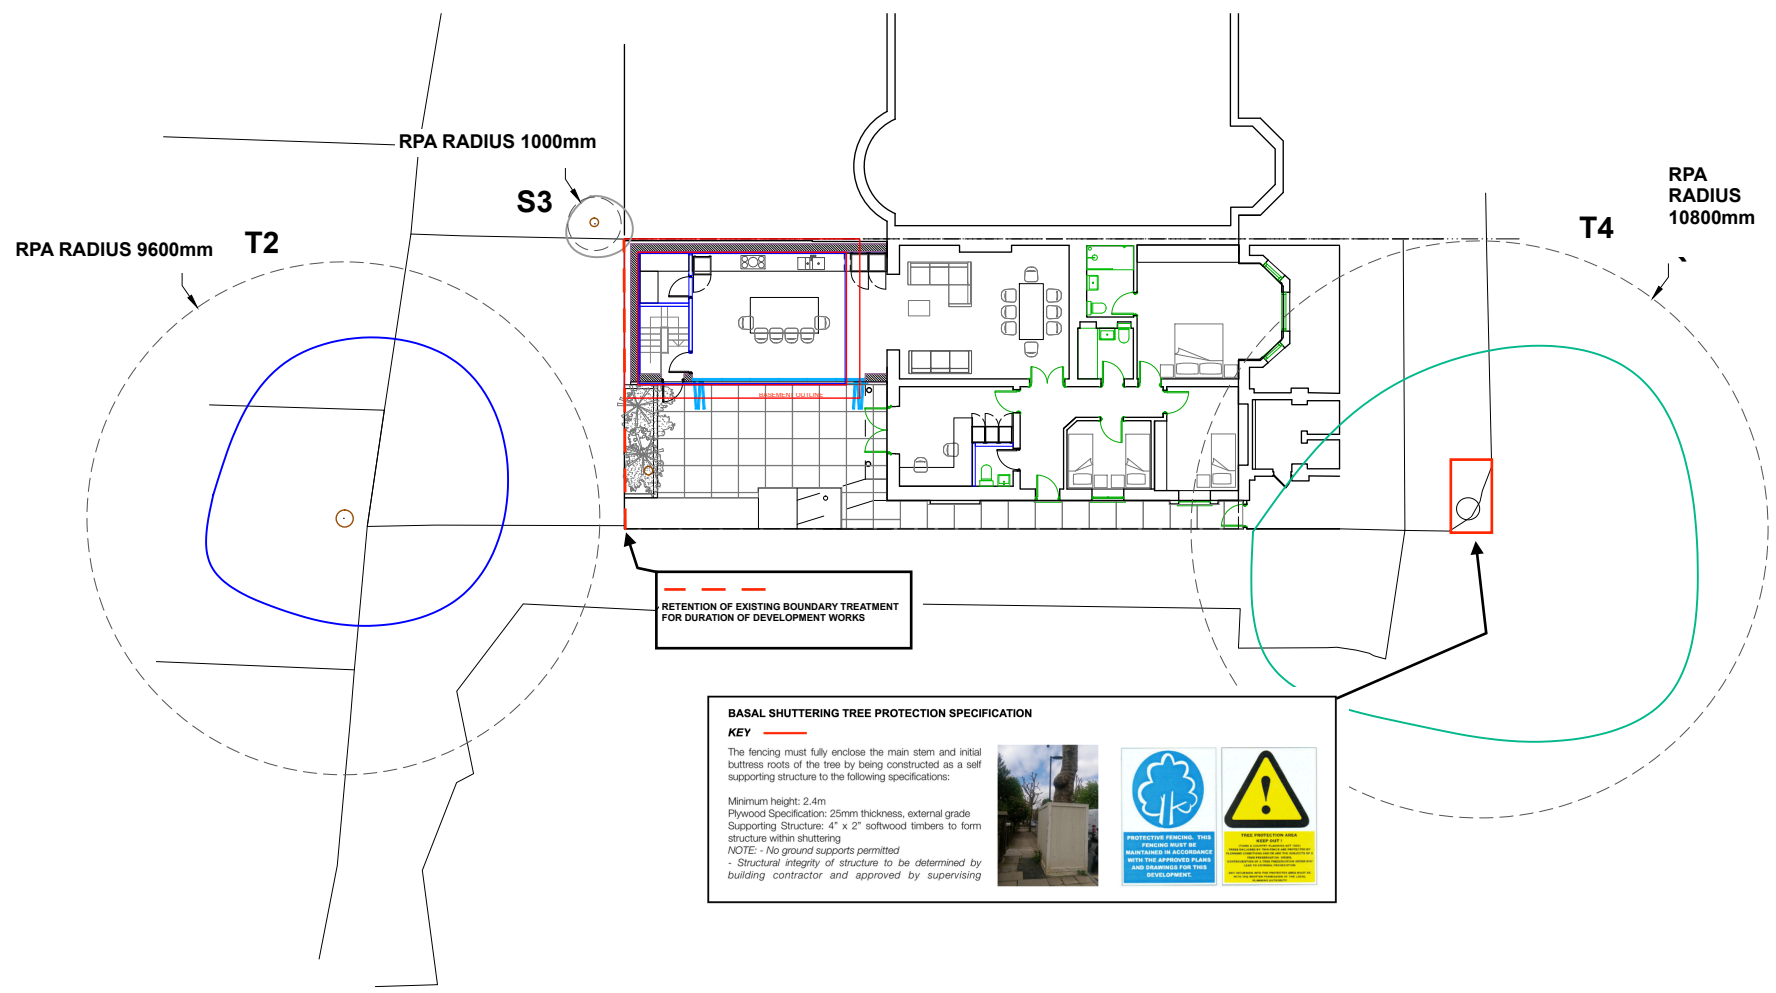 RPA RADIUS 1000mm
S3
RPA RADIUS 9600mm
T2
RPA
RADIUS
10800mm
T4
BASEMENT OUTLINE
RETENTION OF EXISTING BOUNDARY TREATMENT
FOR DURATION OF DEVELOPMENT WORKS
BASAL SHUTTERING TREE PROTECTION SPECIFICATION
KEY
The fencing must fully enclose the main stem and initial
buttress roots of the tree by being constructed as a self
supporting structure to the following specifications:
Minimum height: 2.4m
Plywood Specification: 25mm thickness, external grade
Supporting Structure: 4" x 2" softwood timbers to form
structure within shuttering
NOTE: - No ground supports permitted
- Structural integrity of structure to be determined by
building contractor and approved by supervising
PROTECTIVE FENCING. THIS
FENCING MUST BE
MAINTAINED IN ACCORDANCE
WITH THE APPROVED PLANS
AND DRAWINGS FOR THIS
DEVELOPMENT.
TREE PROTECTION AREA
KEEP OUT !